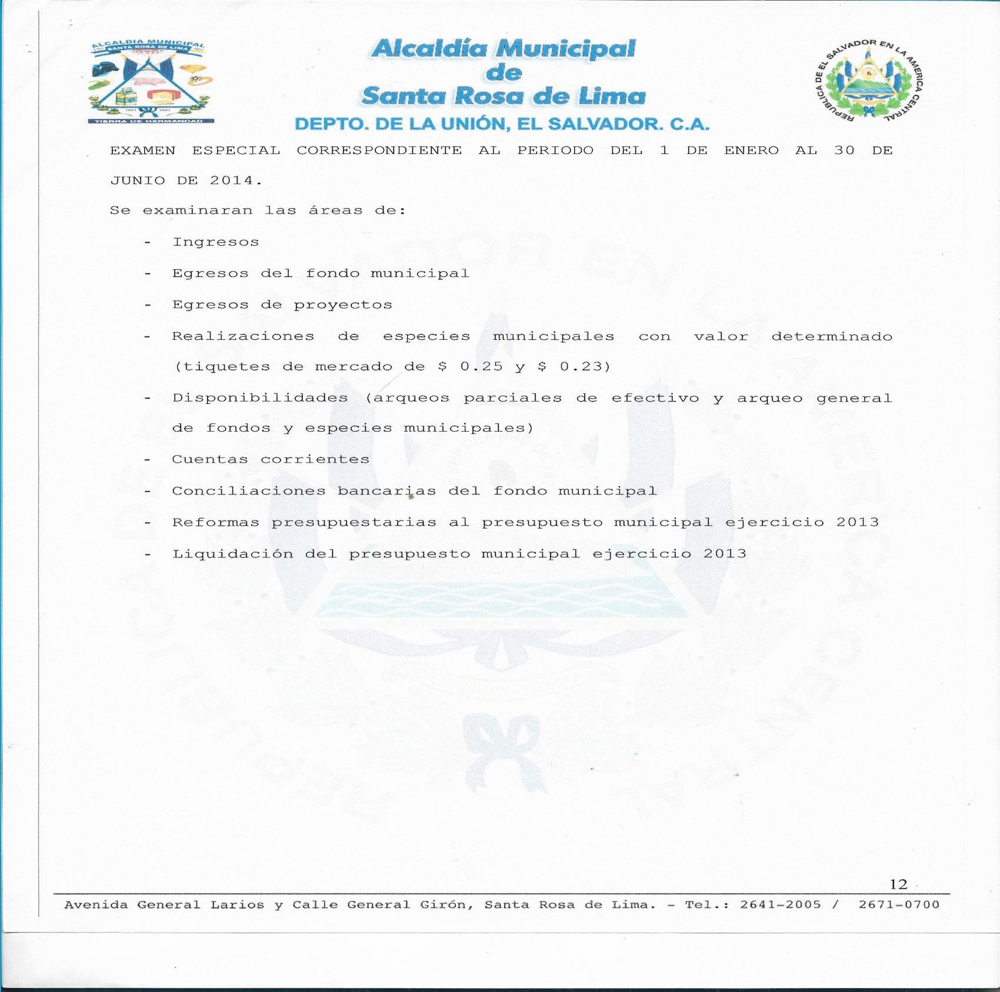 ALCALDIA MUNICIPAL
SANTA ROSA DE LIMA
TIERRA DE HERMANDAD
Alcaldía Municipal
de
Santa Rosa de Lima
DEPTO. DE LA UNIÓN, EL SALVADOR. C.A.
REPUBLICA DE EL SALVADOR EN LA AMERICA CENTRAL
EXAMEN ESPECIAL CORRESPONDIENTE AL PERIODO DEL 1 DE ENERO AL 30 DE
JUNIO DE 2014.
Se examinaran las áreas de:
- Ingresos
- Egresos del fondo municipal
- Egresos de proyectos
- Realizaciones de especies municipales con valor determinado
(tiquetes de mercado de $ 0.25 y $ 0.23)
- Disponibilidades (arqueos parciales de efectivo y arqueo general
de fondos y especies municipales)
- Cuentas corrientes
- Conciliaciones bancarias del fondo municipal
- Reformas presupuestarias al presupuesto municipal ejercicio 2013
- Liquidación del presupuesto municipal ejercicio 2013
12
Avenida General Larios y Calle General Girón, Santa Rosa de Lima. - Tel.: 2641-2005 / 2671-0700